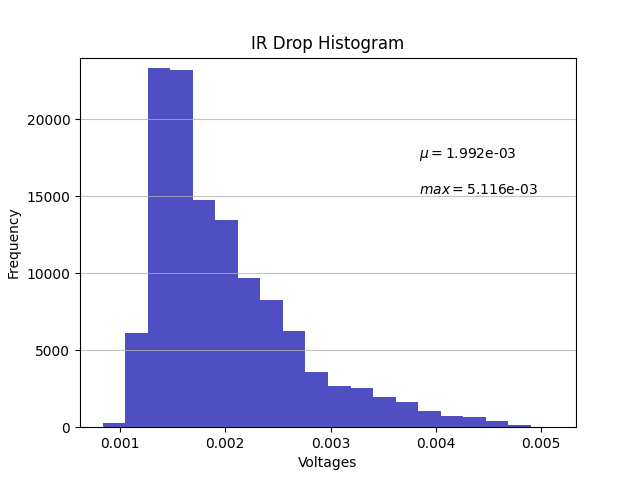 IR Drop Histogram
20000
15000
10000
5000
0
Frequency
μ = 1.992e-03
max = 5.116e-03
0.001 0.002 0.003 0.004 0.005
Voltages